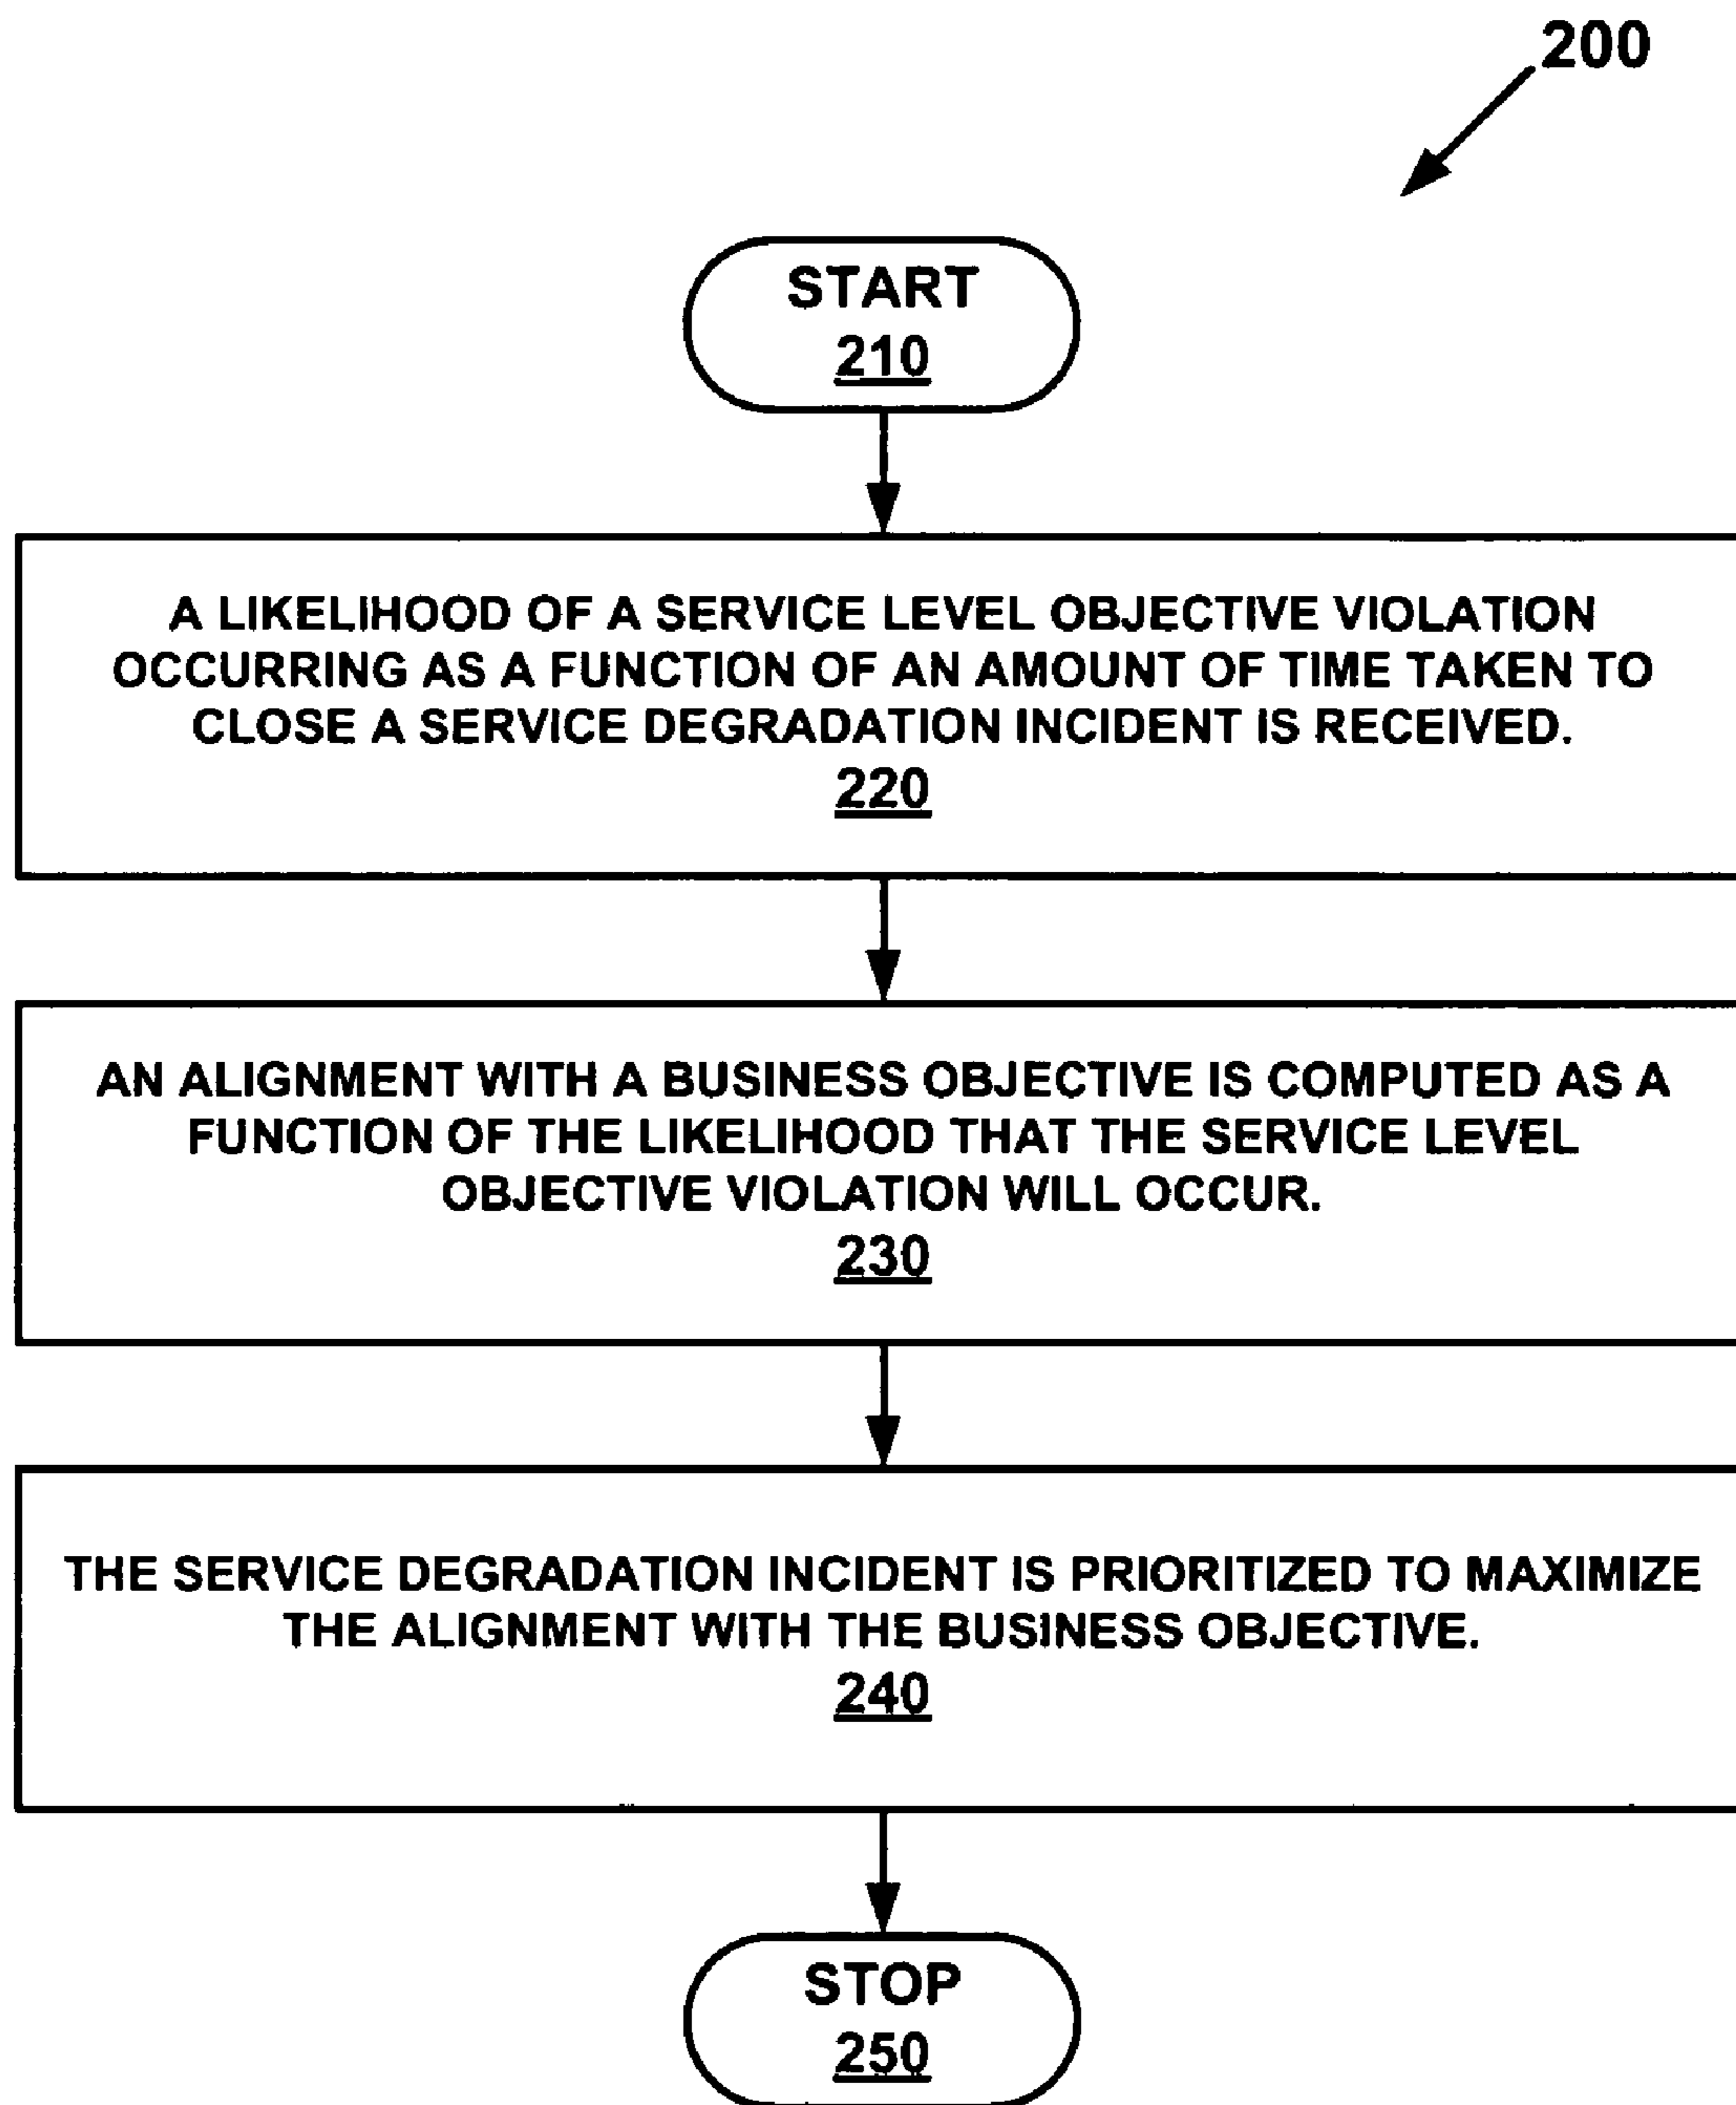 200
START
210
A LIKELIHOOD OF A SERVICE LEVEL OBJECTIVE VIOLATION
OCCURRING AS A FUNCTION OF AN AMOUNT OF TIME TAKEN TO
CLOSE A SERVICE DEGRADATION INCIDENT IS RECEIVED.
220
AN ALIGNMENT WITH A BUSINESS OBJECTIVE IS COMPUTED AS A
FUNCTION OF THE LIKELIHOOD THAT THE SERVICE LEVEL
OBJECTIVE VIOLATION WILL OCCUR.
230
THE SERVICE DEGRADATION INCIDENT IS PRIORITIZED TO MAXIMIZE
THE ALIGNMENT WITH THE BUSINESS OBJECTIVE.
240
STOP
250